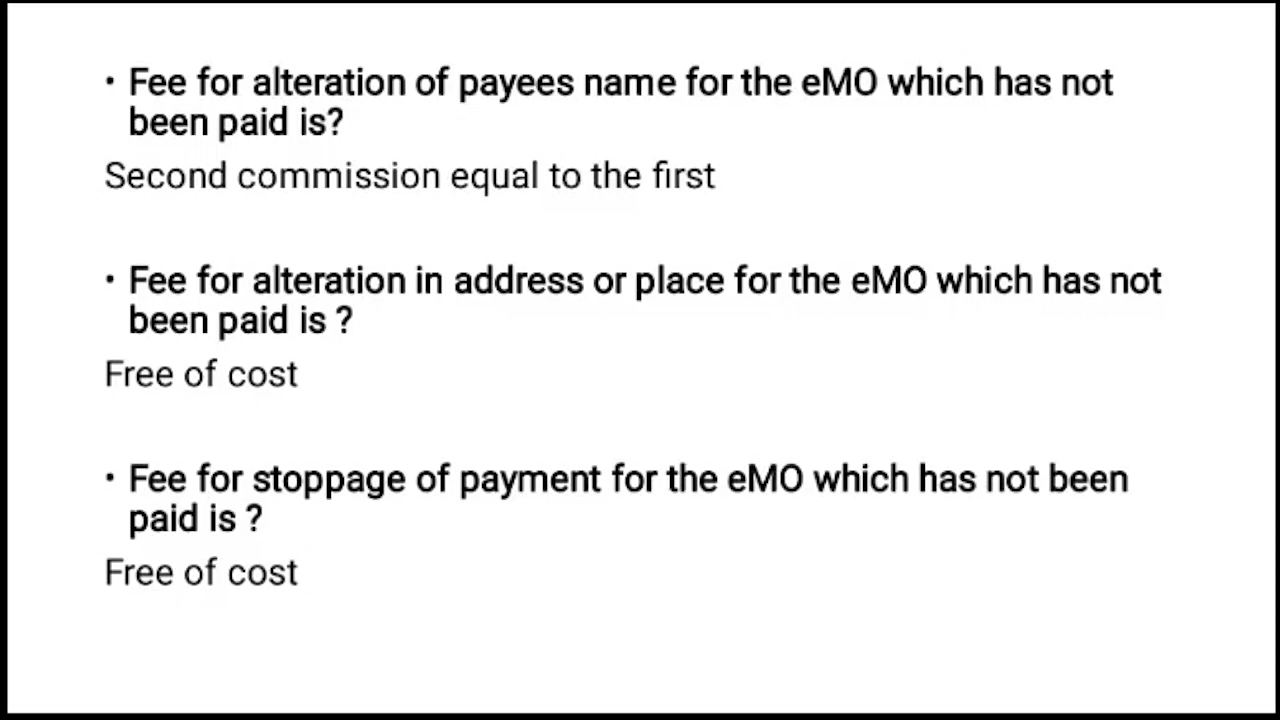 • Fee for alteration of payees name for the eMO which has not
been paid is?
Second commission equal to the first
• Fee for alteration in address or place for the eMO which has not
been paid is ?
Free of cost
• Fee for stoppage of payment for the eMO which has not been
paid is ?
Free of cost